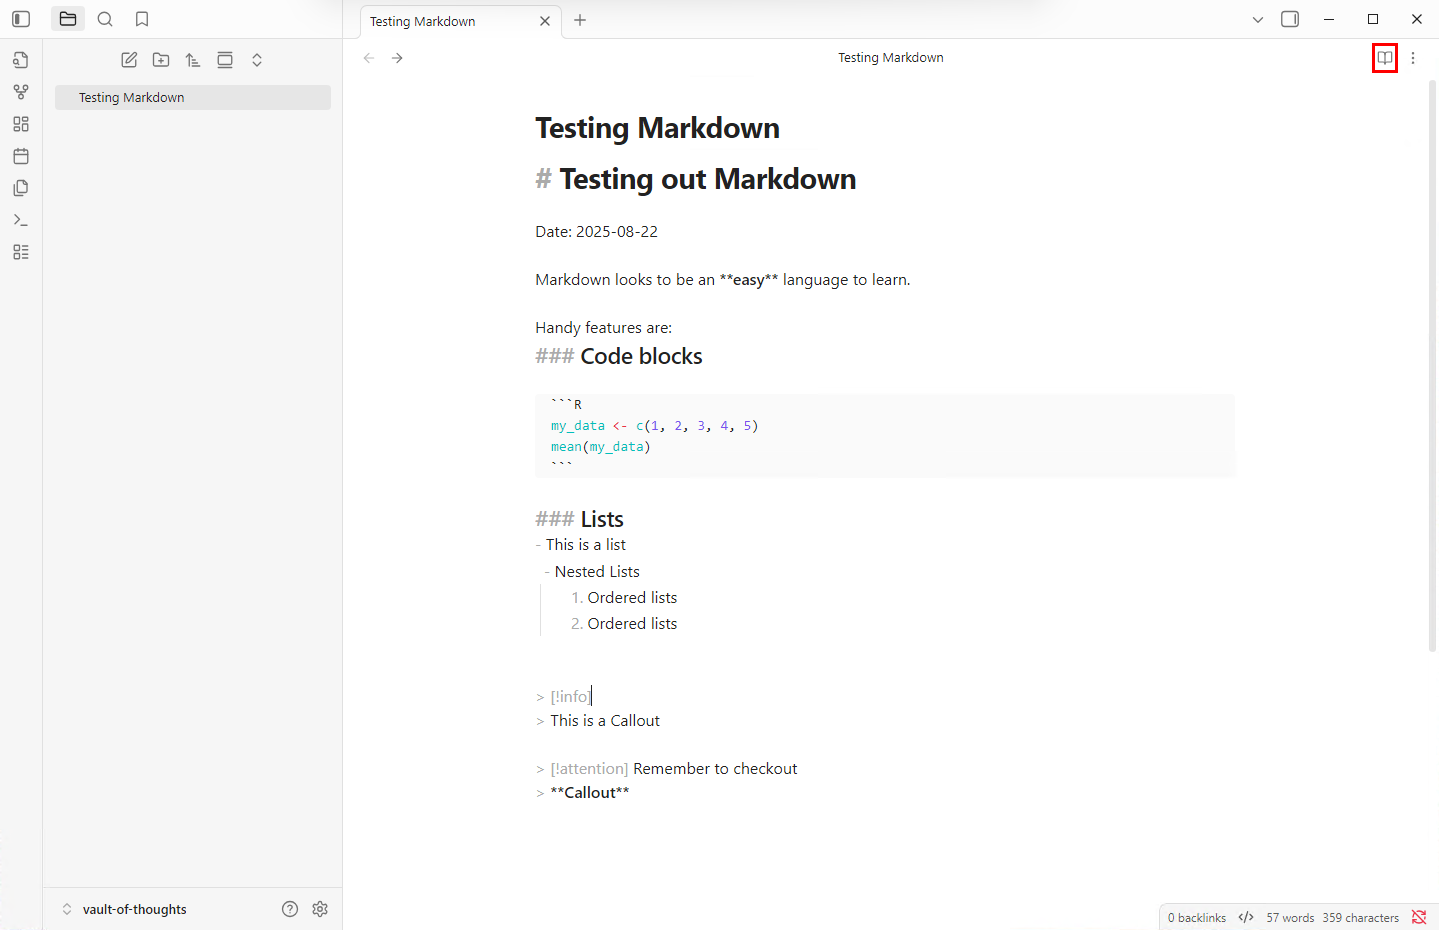 Testing Markdown
Testing Markdown
Testing Markdown
Testing Markdown
# Testing out Markdown
Date: 2025-08-22
Markdown looks to be an **easy** language to learn.
Handy features are:
### Code blocks
```R
my_data <- c(1, 2, 3, 4, 5)
mean(my_data)
```
### Lists
- This is a list
- Nested Lists
1. Ordered lists
2. Ordered lists
> [!info]
> This is a Callout
> [!attention] Remember to checkout
> **Callout**
vault-of-thoughts
0 backlinks </> 57 words 359 characters